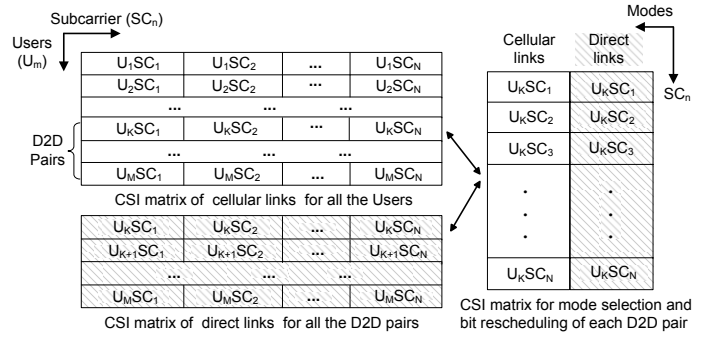 Subcarrier (SCn)
Users
(Um)
U1SC1 U1SC2 ... U1SCN
U2SC1 U2SC2 ... U2SCN
... ... ...
D2D
Pairs
UKSC1 UKSC2 ... UKSCN
... ... ...
UMSC1 UMSC2 ... UMSCN
CSI matrix of cellular links for all the Users
UKSC1 UKSC2 ... UKSCN
UK+1SC1 UK+1SC2 ... UK+1SCN
... ... ...
UMSC1 UMSC2 ... UMSCN
CSI matrix of direct links for all the D2D pairs
Modes
SCn
Cellular Direct
links links
UKSC1 UKSC1
UKSC2 UKSC2
UKSC3 UKSC3
. .
. .
. .
UKSCN UKSCN
CSI matrix for mode selection and
bit rescheduling of each D2D pair